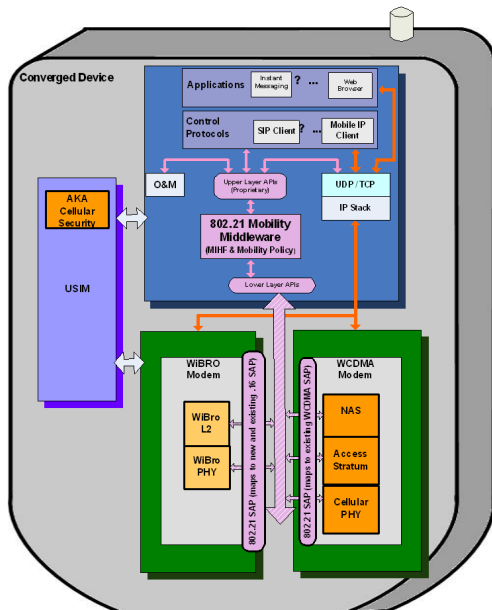 Converged Device
Applications
Instant
Messaging
? ...
Web
Browser
Control
Protocols
SIP Client
? ...
Mobile IP
Client
O&M
Upper Layer APIs
(Proprietary)
UDP / TCP
IP Stack
AKA
Cellular
Security
USIM
802.21 Mobility
Middleware
(MIHF & Mobility Policy)
Lower Layer APIs
WiBRO
Modem
WiBro
L2
WiBro
PHY
802.21 SAP (maps to new and existing .16 SAP)
802.21 SAP (maps to existing WCDMA SAP)
WCDMA
Modem
NAS
Access
Stratum
Cellular
PHY